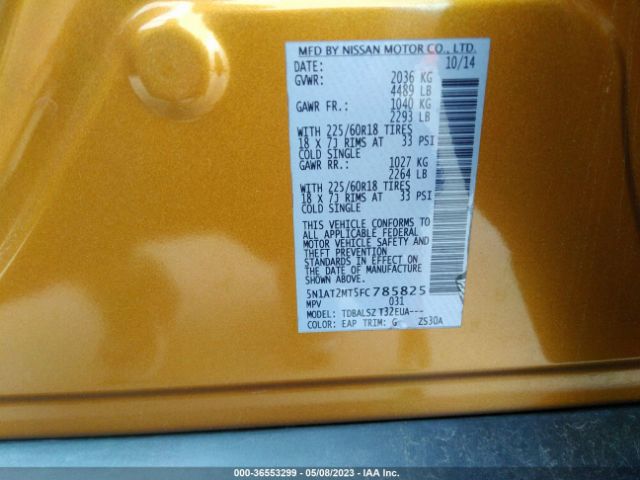 MFD BY NISSAN MOTOR CO., LTD.
DATE: 10/14
GVWR: 2036 KG
4489 LB
GAWR FR.: 1040 KG
2293 LB
WITH 225/60R18 TIRES
18 X 7J RIMS AT 33 PSI
COLD SINGLE
GAWR RR.: 1027 KG
2264 LB
WITH 225/60R18 TIRES
18 X 7J RIMS AT 33 PSI
COLD SINGLE
THIS VEHICLE CONFORMS TO
ALL APPLICABLE FEDERAL
MOTOR VEHICLE SAFETY AND
THEFT PREVENTION
STANDARDS IN EFFECT ON THE
DATE OF MANUFACTURE
SHOWN ABOVE.
5N1AT2MT5FC785825
MPV 031
MODEL: TDBALSZ T32EUA---
COLOR: EAP TRIM: G ZS30A
000-36553299 - 05/08/2023 - IAA Inc.